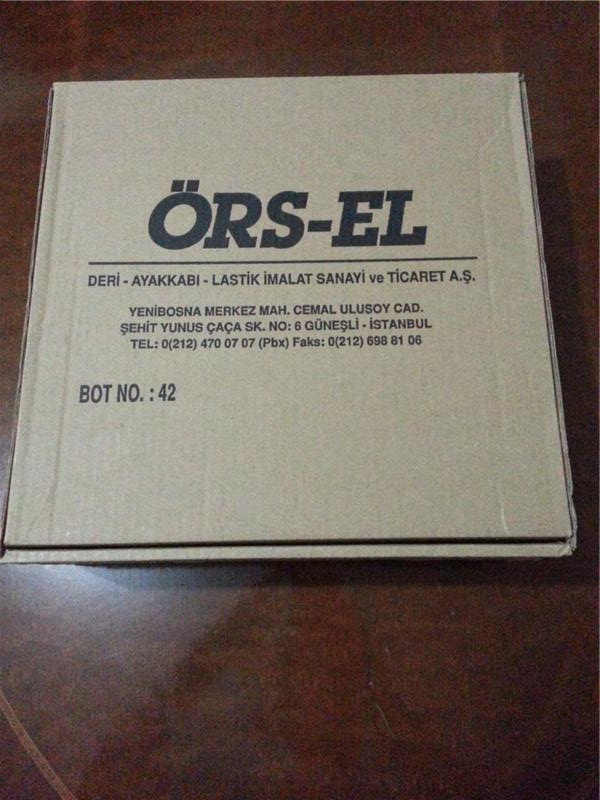 ÖRS-EL
DERİ - AYAKKABI - LASTİK İMALAT SANAYİ ve TİCARET A.Ş.
YENİBOSNA MERKEZ MAH. CEMAL ULUSOY CAD.
ŞEHİT YUNUS ÇAÇA SK. NO: 6 GÜNEŞLİ - İSTANBUL
TEL: 0(212) 470 07 07 (Pbx) Faks: 0(212) 698 81 06
BOT NO. : 42